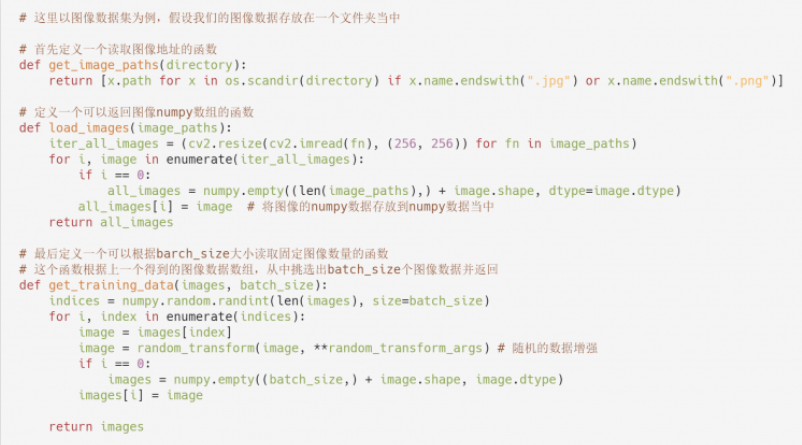 # 这里以图像数据集为例，假设我们的图像数据存放在一个文件夹当中

# 首先定义一个读取图像地址的函数
def get_image_paths(directory):
    return [x.path for x in os.scandir(directory) if x.name.endswith(".jpg") or x.name.endswith(".png")]

# 定义一个可以返回图像numpy数组的函数
def load_images(image_paths):
    iter_all_images = (cv2.resize(cv2.imread(fn), (256, 256)) for fn in image_paths)
    for i, image in enumerate(iter_all_images):
        if i == 0:
            all_images = numpy.empty((len(image_paths),) + image.shape, dtype=image.dtype)
        all_images[i] = image  # 将图像的numpy数据存放到numpy数据当中
    return all_images

# 最后定义一个可以根据barch_size大小读取固定图像数量的函数
# 这个函数根据上一个得到的图像数据数组，从中挑选出batch_size个图像数据并返回
def get_training_data(images, batch_size):
    indices = numpy.random.randint(len(images), size=batch_size)
    for i, index in enumerate(indices):
        image = images[index]
        image = random_transform(image, **random_transform_args) # 随机的数据增强
        if i == 0:
            images = numpy.empty((batch_size,) + image.shape, image.dtype)
        images[i] = image

    return images